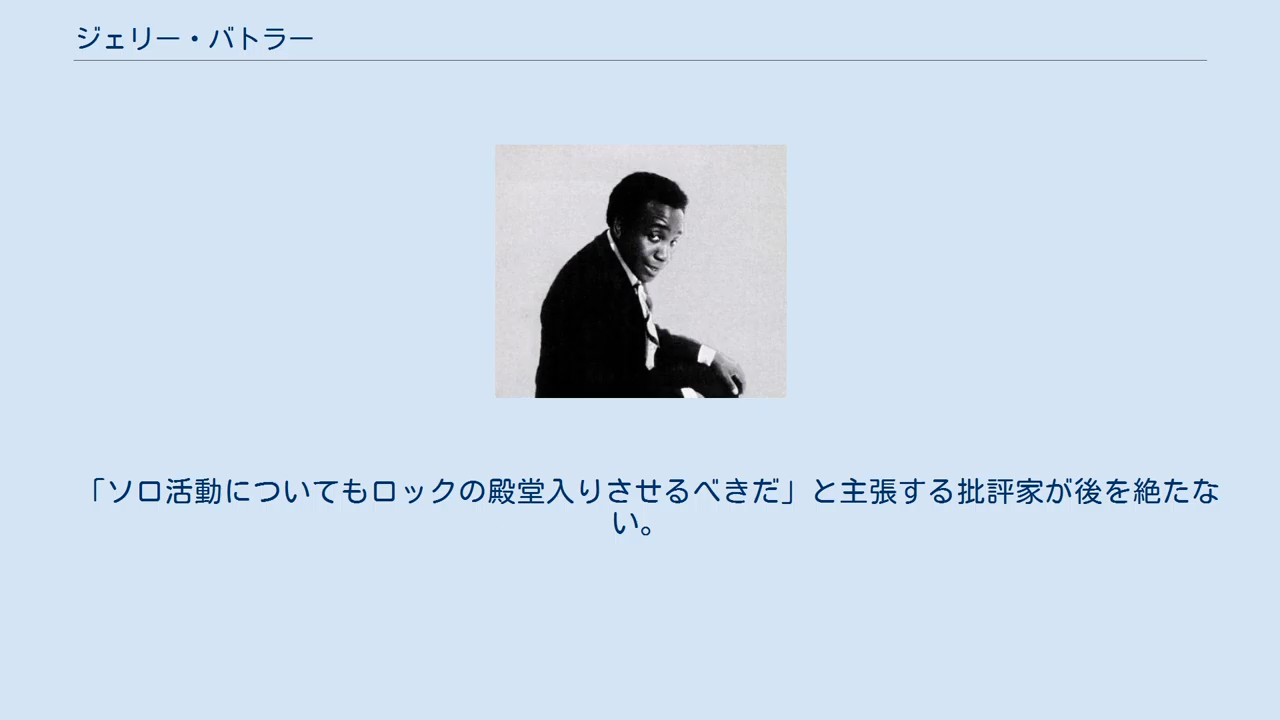 ジェリー・バトラー
「ソロ活動についてもロックの殿堂入りさせるべきだ」と主張する批評家が後を絶たな
い。